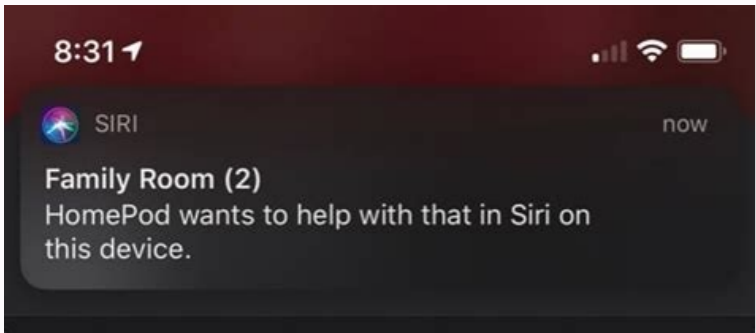 8:31
SIRI
now
Family Room (2)
HomePod wants to help with that in Siri on
this device.